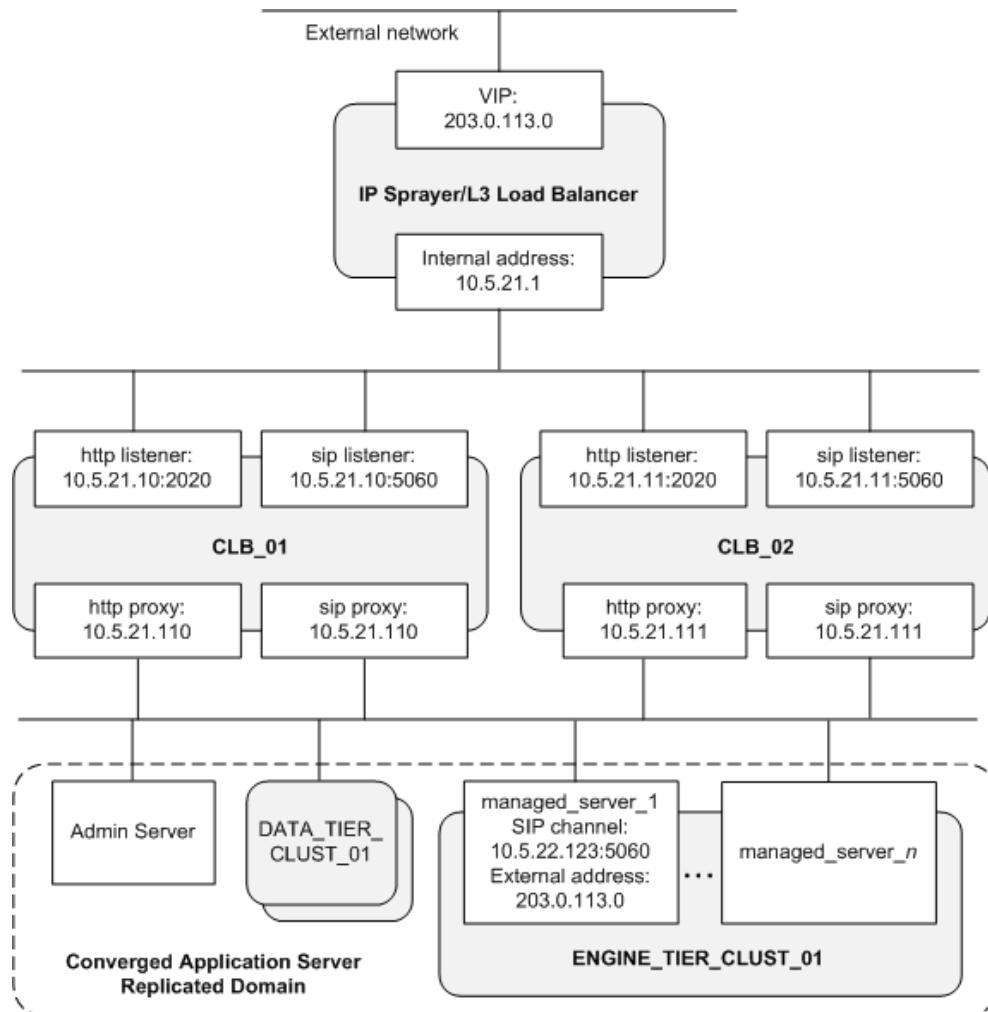 External network
VIP:
203.0.113.0
IP Sprayer/L3 Load Balancer
Internal address:
10.5.21.1
http listener:
10.5.21.10:2020
sip listener:
10.5.21.10:5060
http listener:
10.5.21.11:2020
sip listener:
10.5.21.11:5060
CLB_01
CLB_02
http proxy:
10.5.21.110
sip proxy:
10.5.21.110
http proxy:
10.5.21.111
sip proxy:
10.5.21.111
Admin Server
DATA_TIER_
CLUST_01
managed_server_1
SIP channel:
10.5.22.123:5060
External address:
203.0.113.0
...
managed_server_n
ENGINE_TIER_CLUST_01
Converged Application Server
Replicated Domain